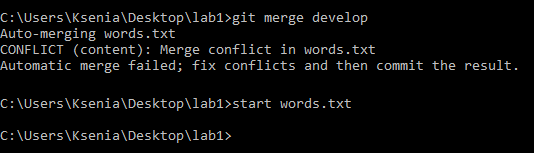 C:\Users\Ksenia\Desktop\lab1>git merge develop
Auto-merging words.txt
CONFLICT (content): Merge conflict in words.txt
Automatic merge failed; fix conflicts and then commit the result.
C:\Users\Ksenia\Desktop\lab1>start words.txt
C:\Users\Ksenia\Desktop\lab1>